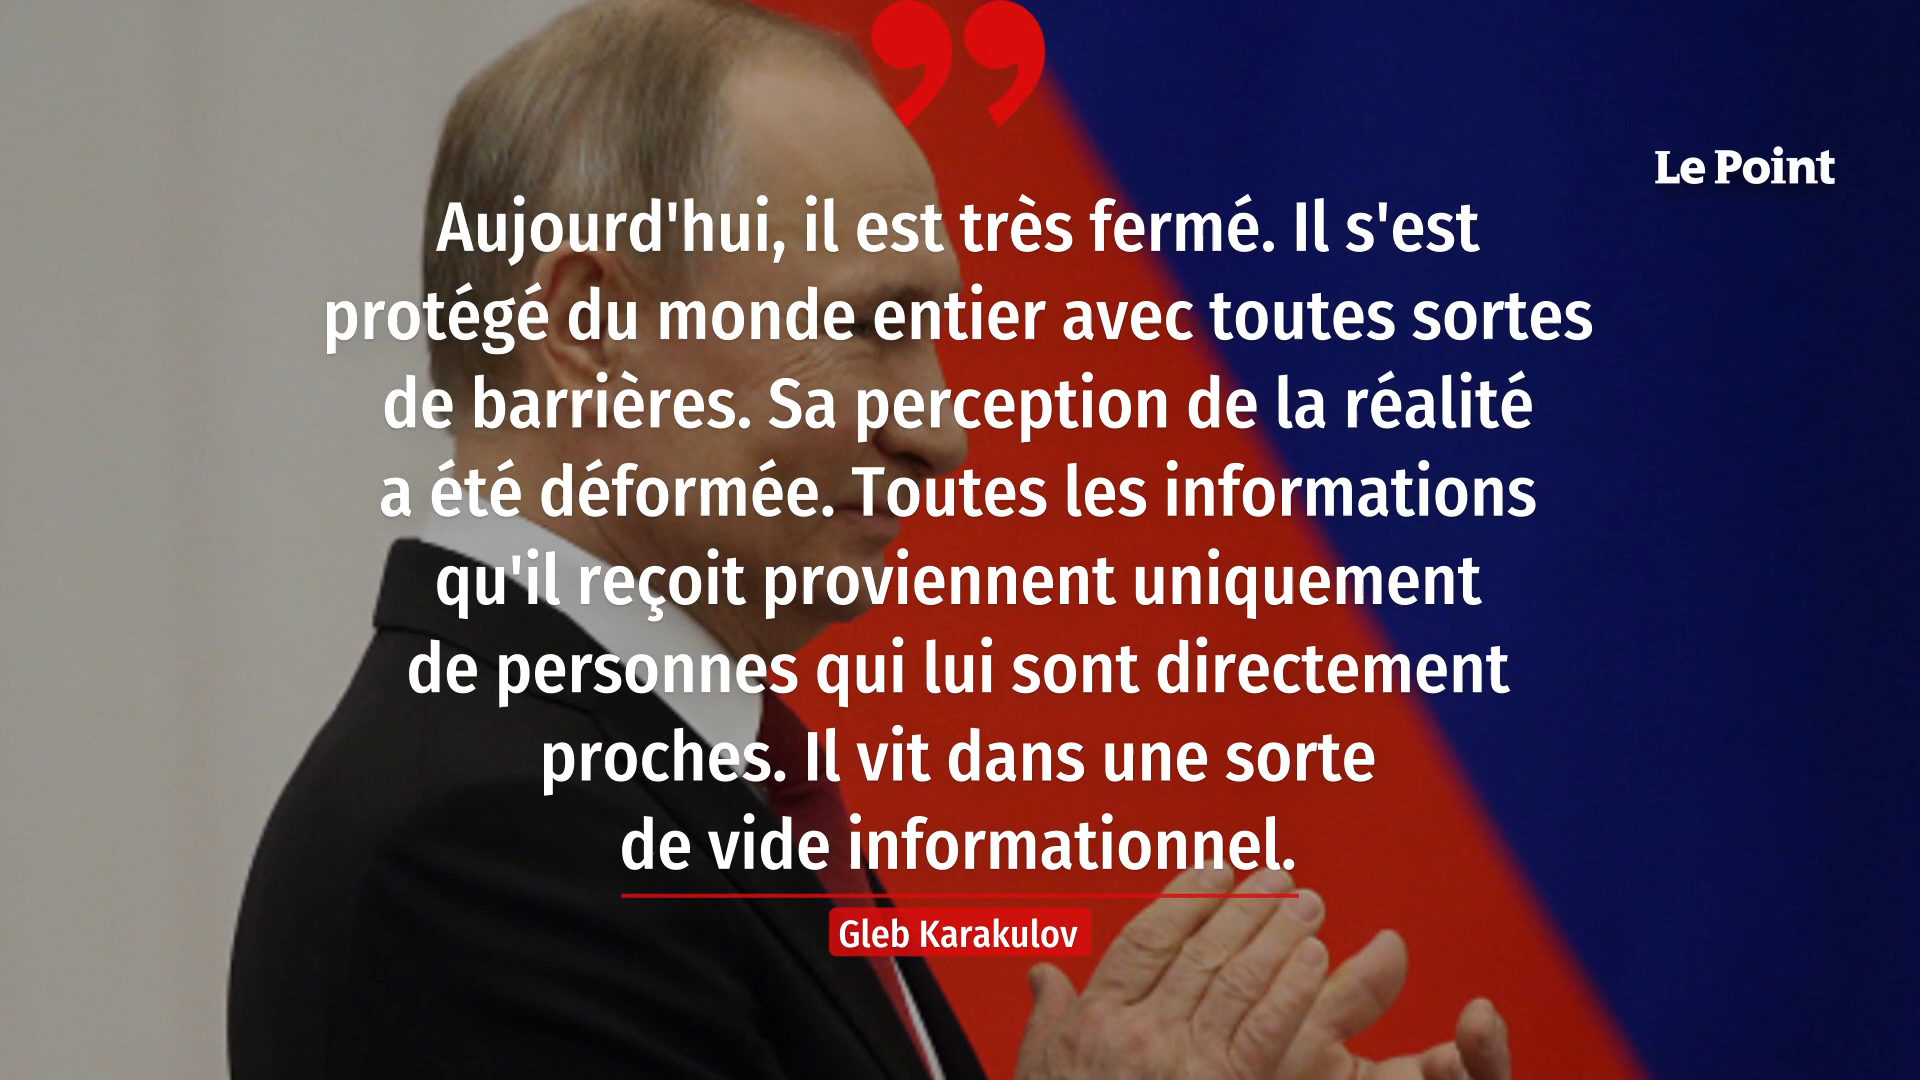 Le Point
Aujourd'hui, il est très fermé. Il s'est
protégé du monde entier avec toutes sortes
de barrières. Sa perception de la réalité
a été déformée. Toutes les informations
qu'il reçoit proviennent uniquement
de personnes qui lui sont directement
proches. Il vit dans une sorte
de vide informationnel.
Gleb Karakulov